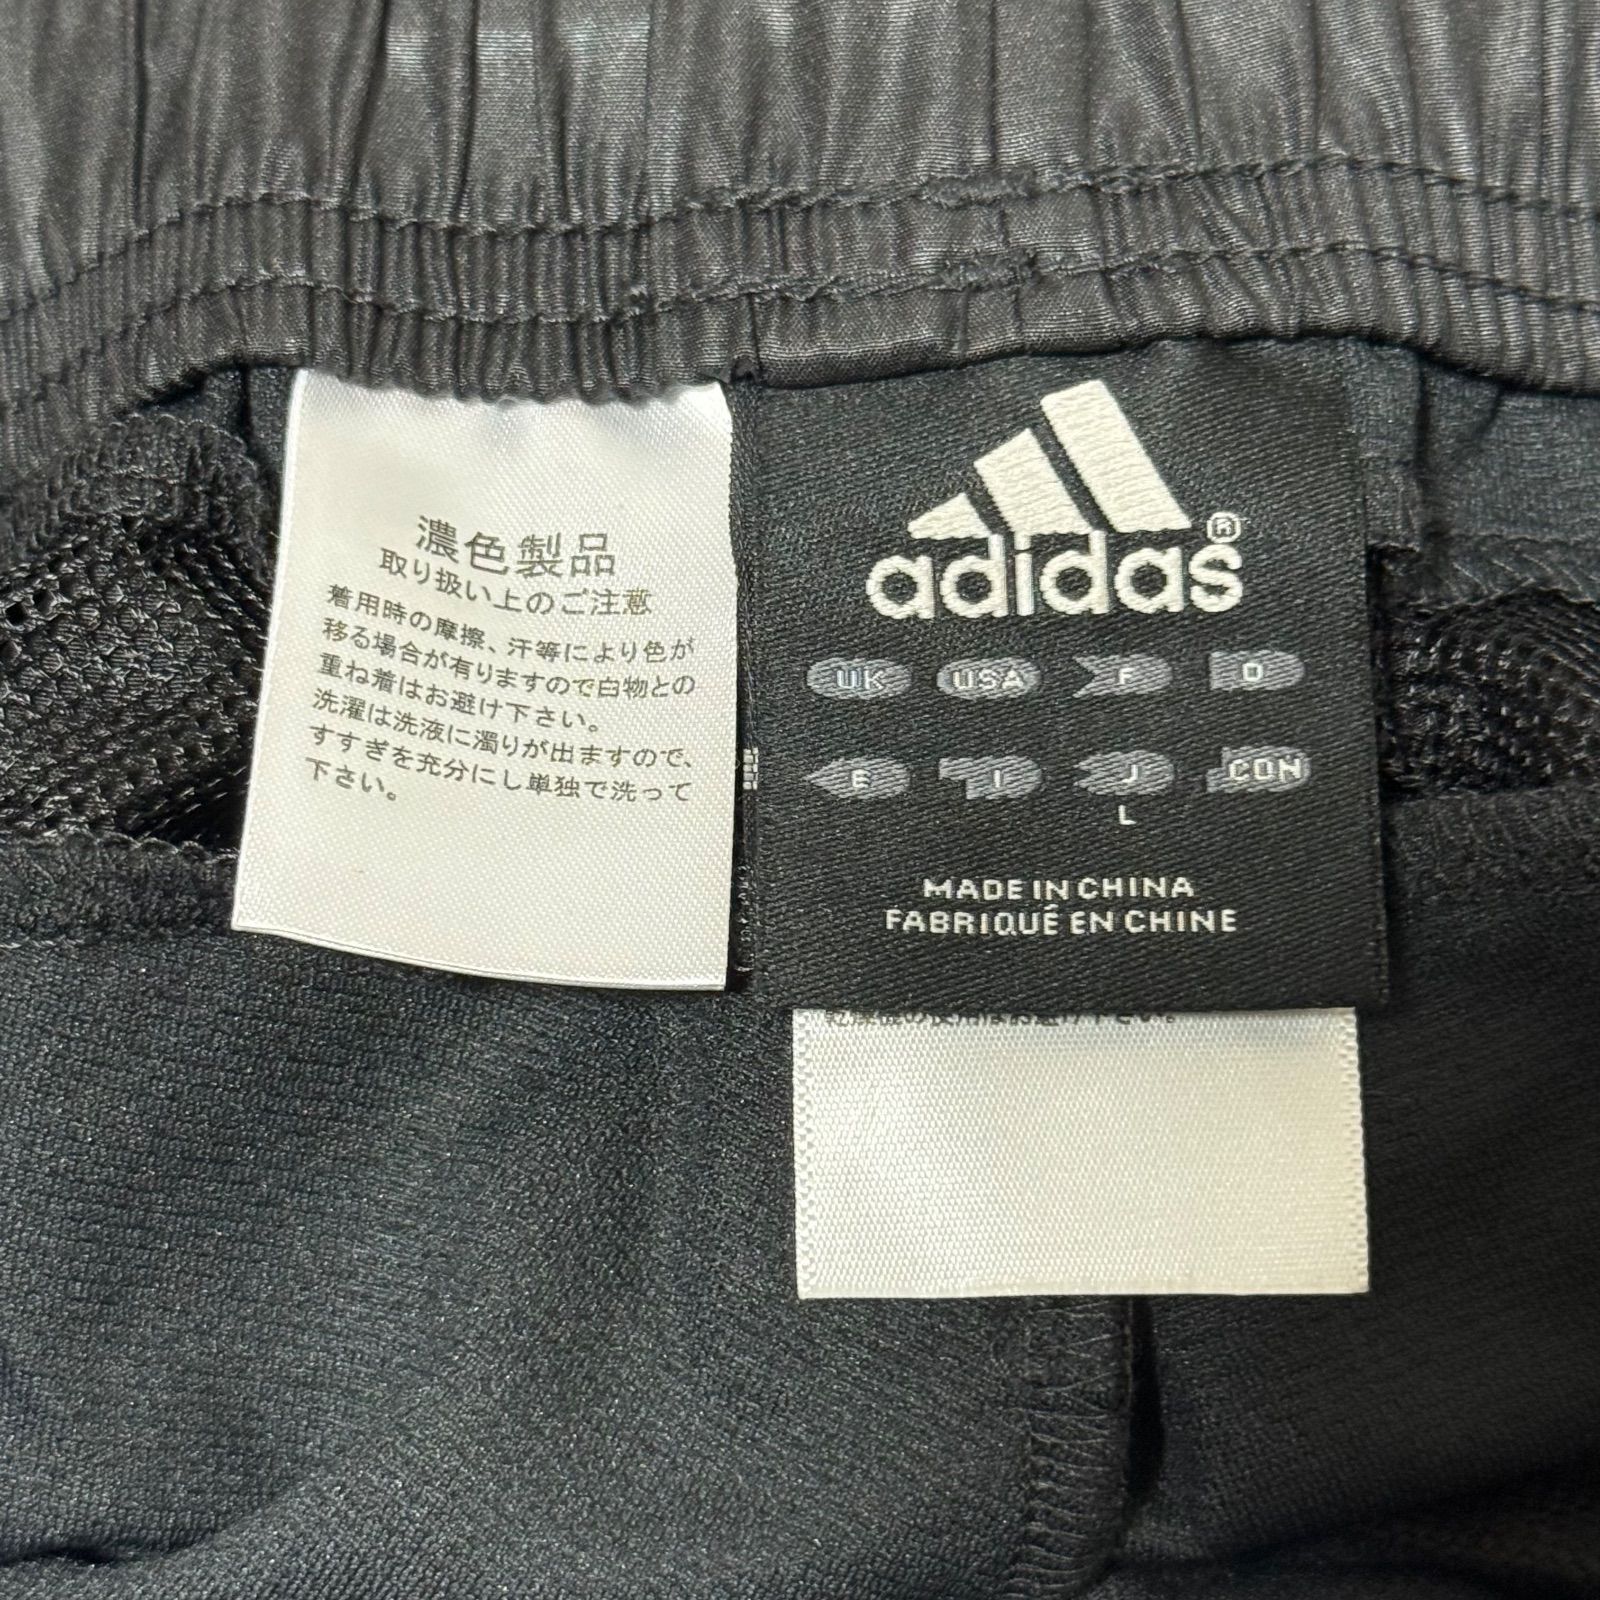 濃色製品
取り扱い上のご注意
着用時の摩擦、汗等により色が
移る場合が有りますので白物との
重ね着はお避け下さい。
洗濯は洗液に濁りが出ますので、
すすぎを充分にし単独で洗って
下さい。
adidas®
UK USA F D
E I J CDN
L
MADE IN CHINA
FABRIQUÉ EN CHINE